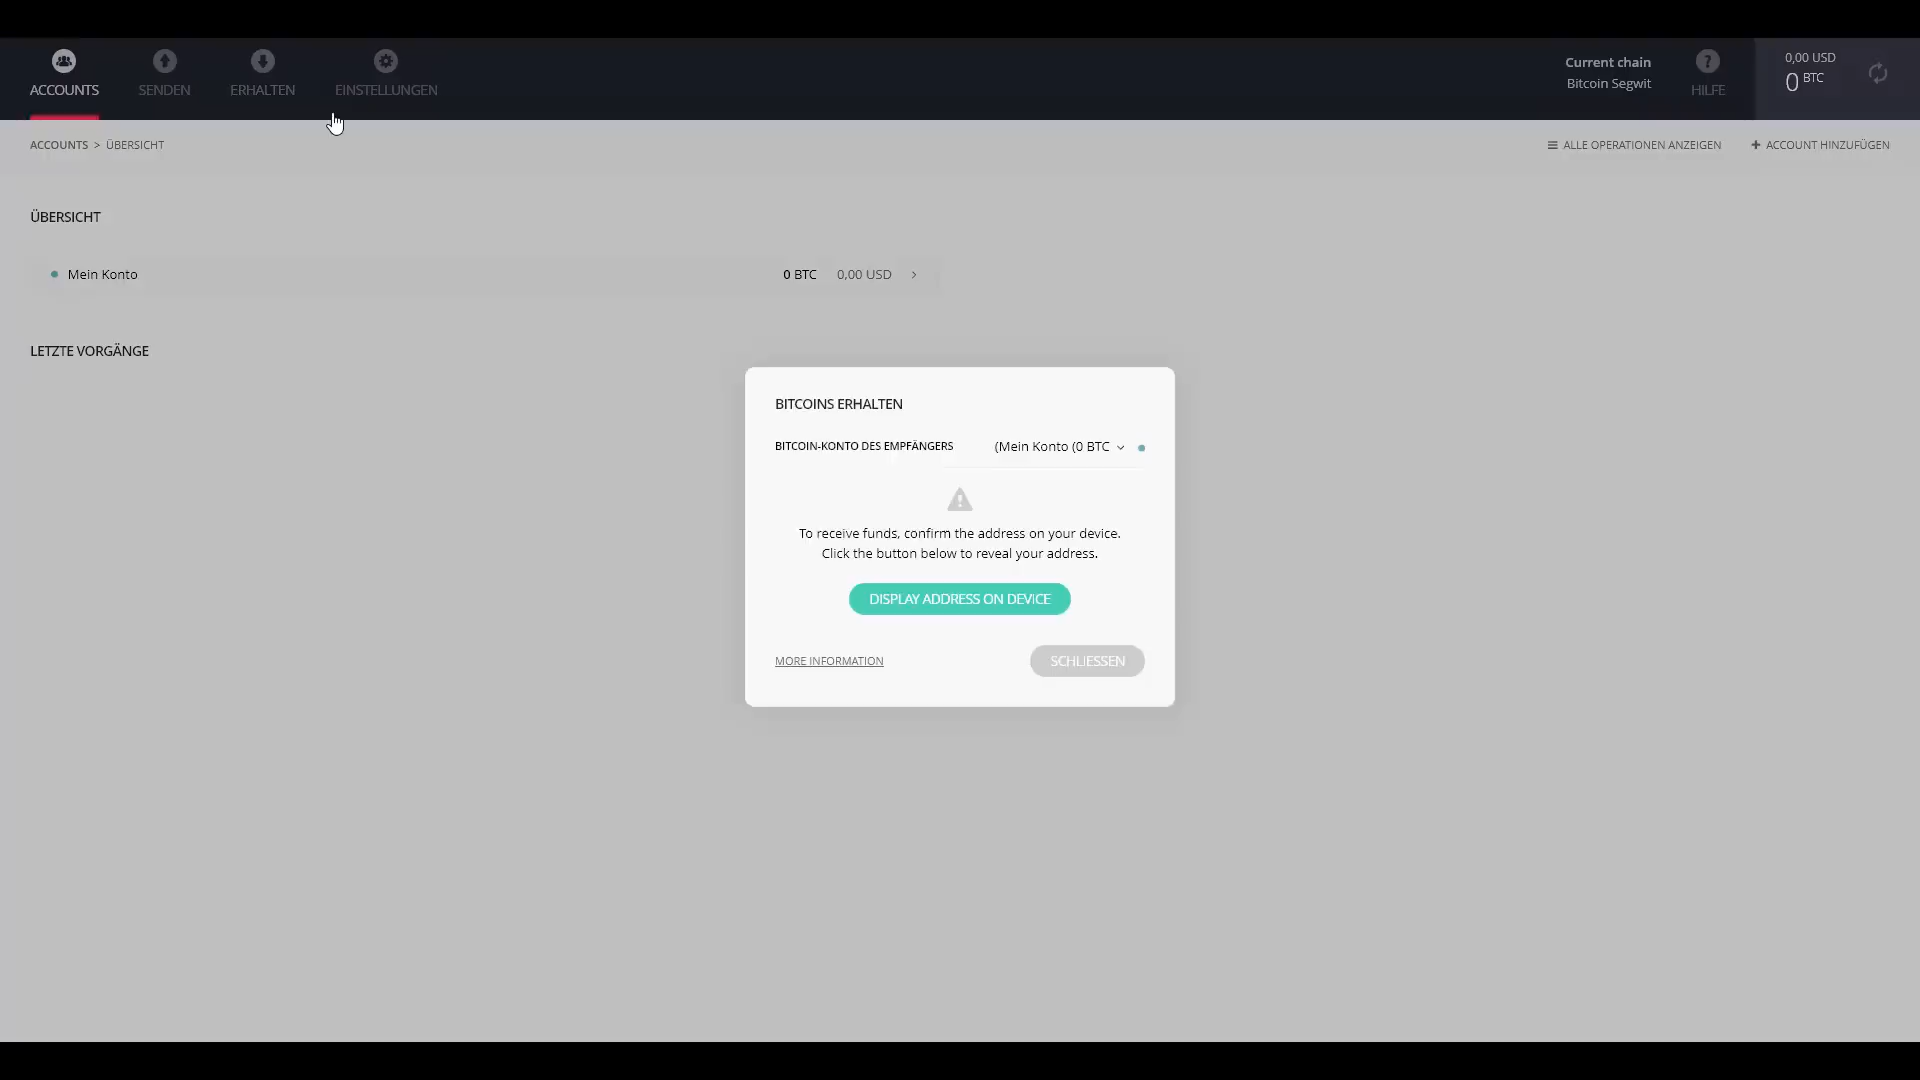 ACCOUNTS
SENDEN
ERHALTEN
EINSTELLUNGEN
Current chain
Bitcoin Segwit
?
HILFE
0,00 USD
0 BTC
ACCOUNTS > ÜBERSICHT
ALLE OPERATIONEN ANZEIGEN
+ ACCOUNT HINZUFÜGEN
ÜBERSICHT
Mein Konto
0 BTC
0,00 USD
LETZTE VORGÄNGE
BITCOINS ERHALTEN
BITCOIN-KONTO DES EMPFÄNGERS
(Mein Konto (0 BTC
To receive funds, confirm the address on your device.
Click the button below to reveal your address.
DISPLAY ADDRESS ON DEVICE
MORE INFORMATION
SCHLIESSEN